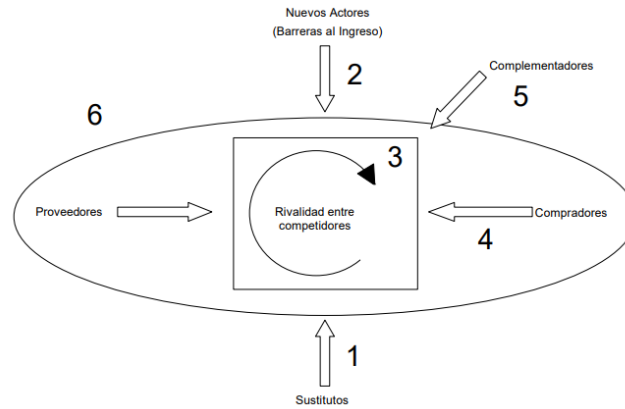 Nuevos Actores
(Barreras al Ingreso)
2
Complementadores
5
6
3
Proveedores
Rivalidad entre
competidores
Compradores
4
1
Sustitutos